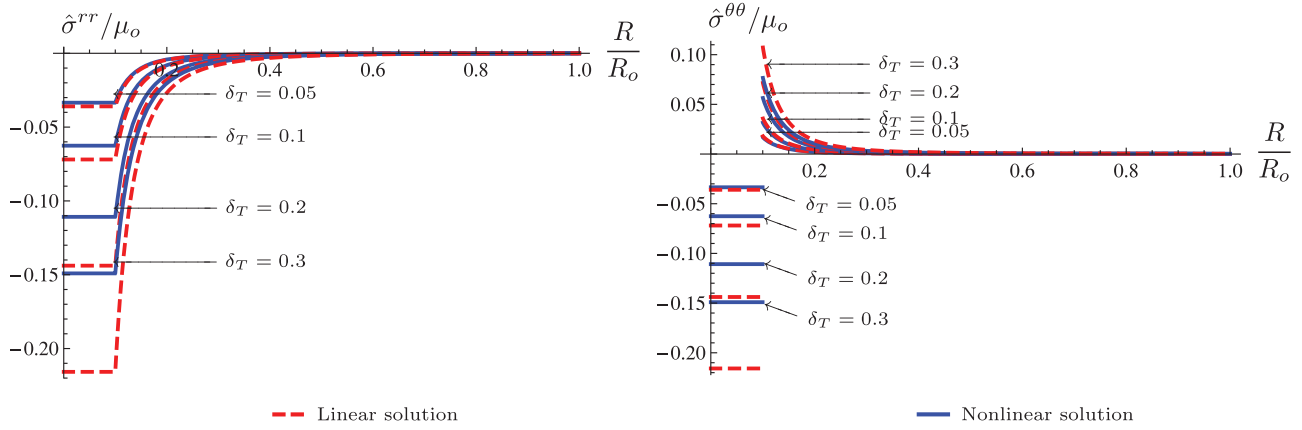 σ̂^{rr}/μ_o
R/R_o
0.2 0.4 0.6 0.8 1.0
δ_T = 0.05
−0.05
δ_T = 0.1
−0.10
δ_T = 0.2
−0.15
δ_T = 0.3
−0.20
σ̂^{θθ}/μ_o
0.10
δ_T = 0.3
δ_T = 0.2
0.05
δ_T = 0.1
δ_T = 0.05
R/R_o
0.2 0.4 0.6 0.8 1.0
−0.05
δ_T = 0.05
δ_T = 0.1
−0.10
δ_T = 0.2
−0.15
δ_T = 0.3
−0.20
Linear solution
Nonlinear solution